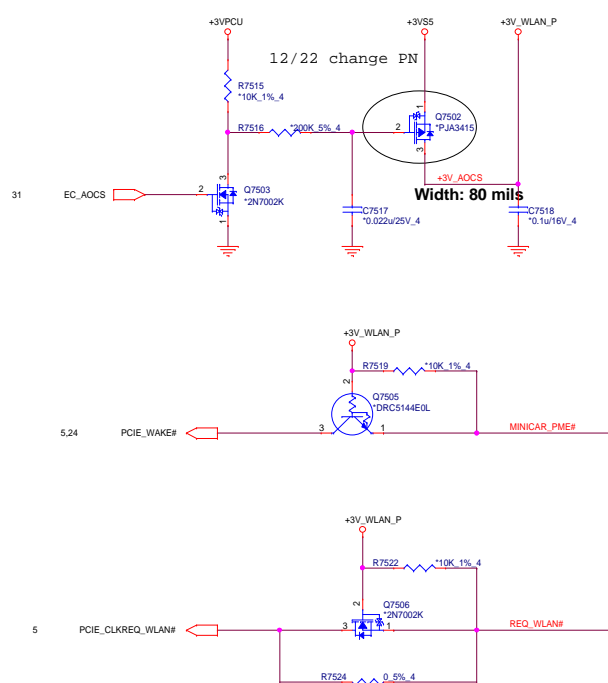 +3VPCU +3VS5 +3V_WLAN_P
12/22 change PN
R7515
*10K_1%_4
R7516 *200K_5%_4
1
Q7502
*PJA3415
2
3
+3V_AOCS
Width: 80 mils
31 EC_AOCS
3
2
Q7503
*2N7002K
1
C7517
*0.022u/25V_4
C7518
*0.1u/16V_4
+3V_WLAN_P
R7519 *10K_1%_4
2
Q7505
*DRC5144E0L
5,24 PCIE_WAKE# 3 1 MINICAR_PME#
+3V_WLAN_P
R7522 *10K_1%_4
2
Q7506
*2N7002K
5 PCIE_CLKREQ_WLAN# 3 1 REQ_WLAN#
R7524 0_5%_4